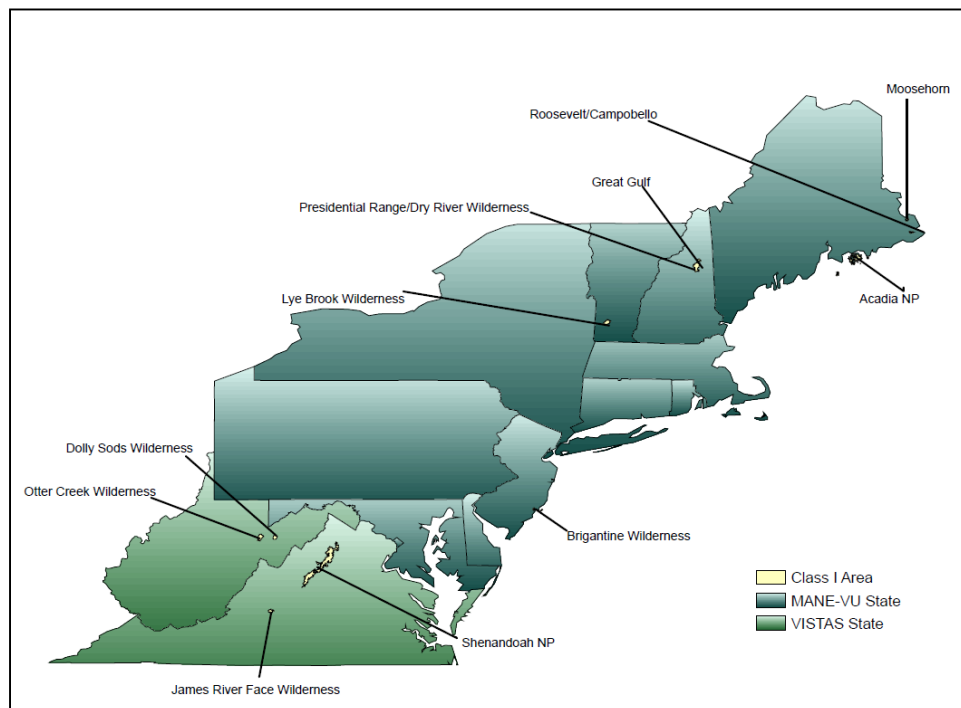 Moosehorn
Roosevelt/Campobello
Great Gulf
Presidential Range/Dry River Wilderness
Lye Brook Wilderness
Acadia NP
Dolly Sods Wilderness
Otter Creek Wilderness
Brigantine Wilderness
Class I Area
MANE-VU State
VISTAS State
Shenandoah NP
James River Face Wilderness